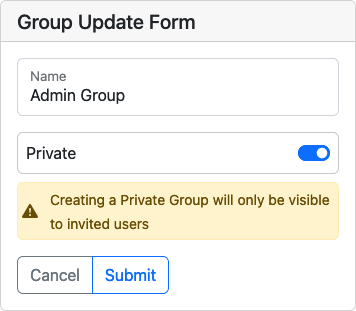 Group Update Form
Name
Admin Group
Private
Creating a Private Group will only be visible
to invited users
Cancel
Submit